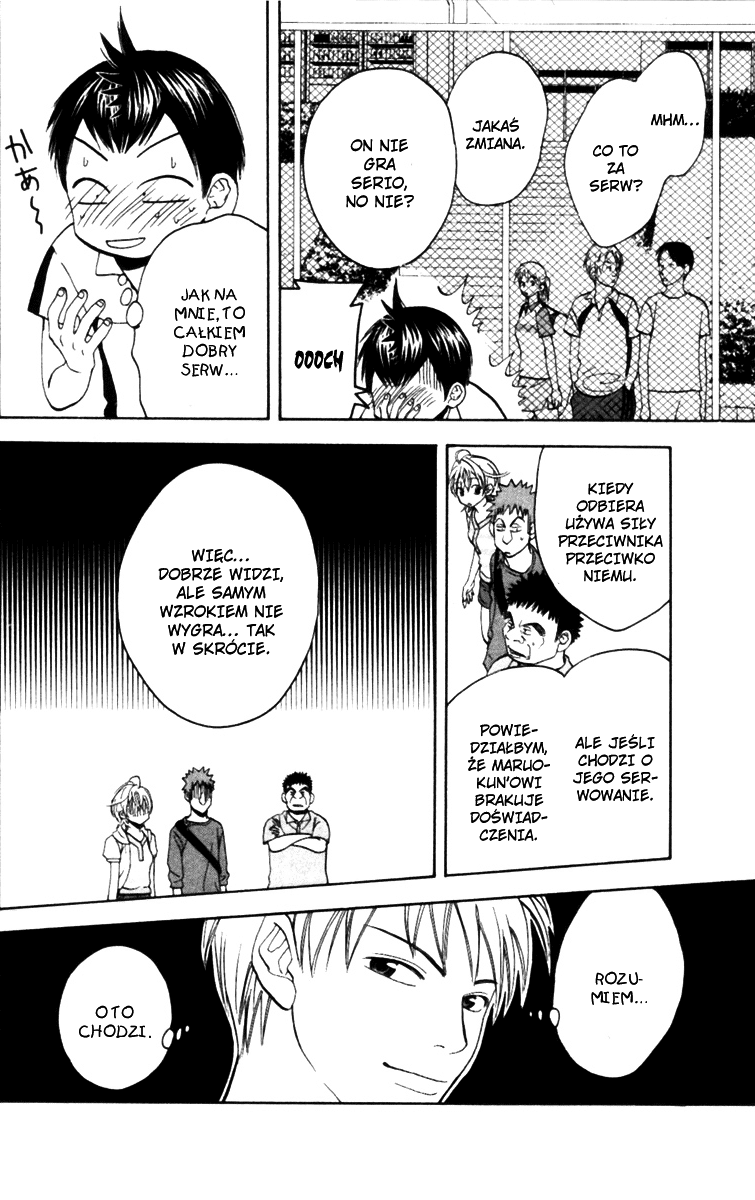 MHM...
CO TO
ZA
SERW?
JAKAŚ
ZMIANA.
ON NIE
GRA
SERIO,
NO NIE?
OOOCH
JAK NA
MNIE,TO
CAŁKIEM
DOBRY
SERW...
かぁ〜
KIEDY
ODBIERA
UŻYWA SIŁY
PRZECIWNIKA
PRZECIWKO
NIEMU.
ALE JEŚLI
CHODZI O
JEGO SER-
WOWANIE.
POWIE-
DZIAŁBYM,
ŻE MARUO-
KUN'OWI
BRAKUJE
DOŚWIAD-
CZENIA.
WIĘC...
DOBRZE WIDZI,
ALE SAMYM
WZROKIEM NIE
WYGRA... TAK
W SKRÓCIE.
ROZU-
MIEM...
OTO
CHODZI.